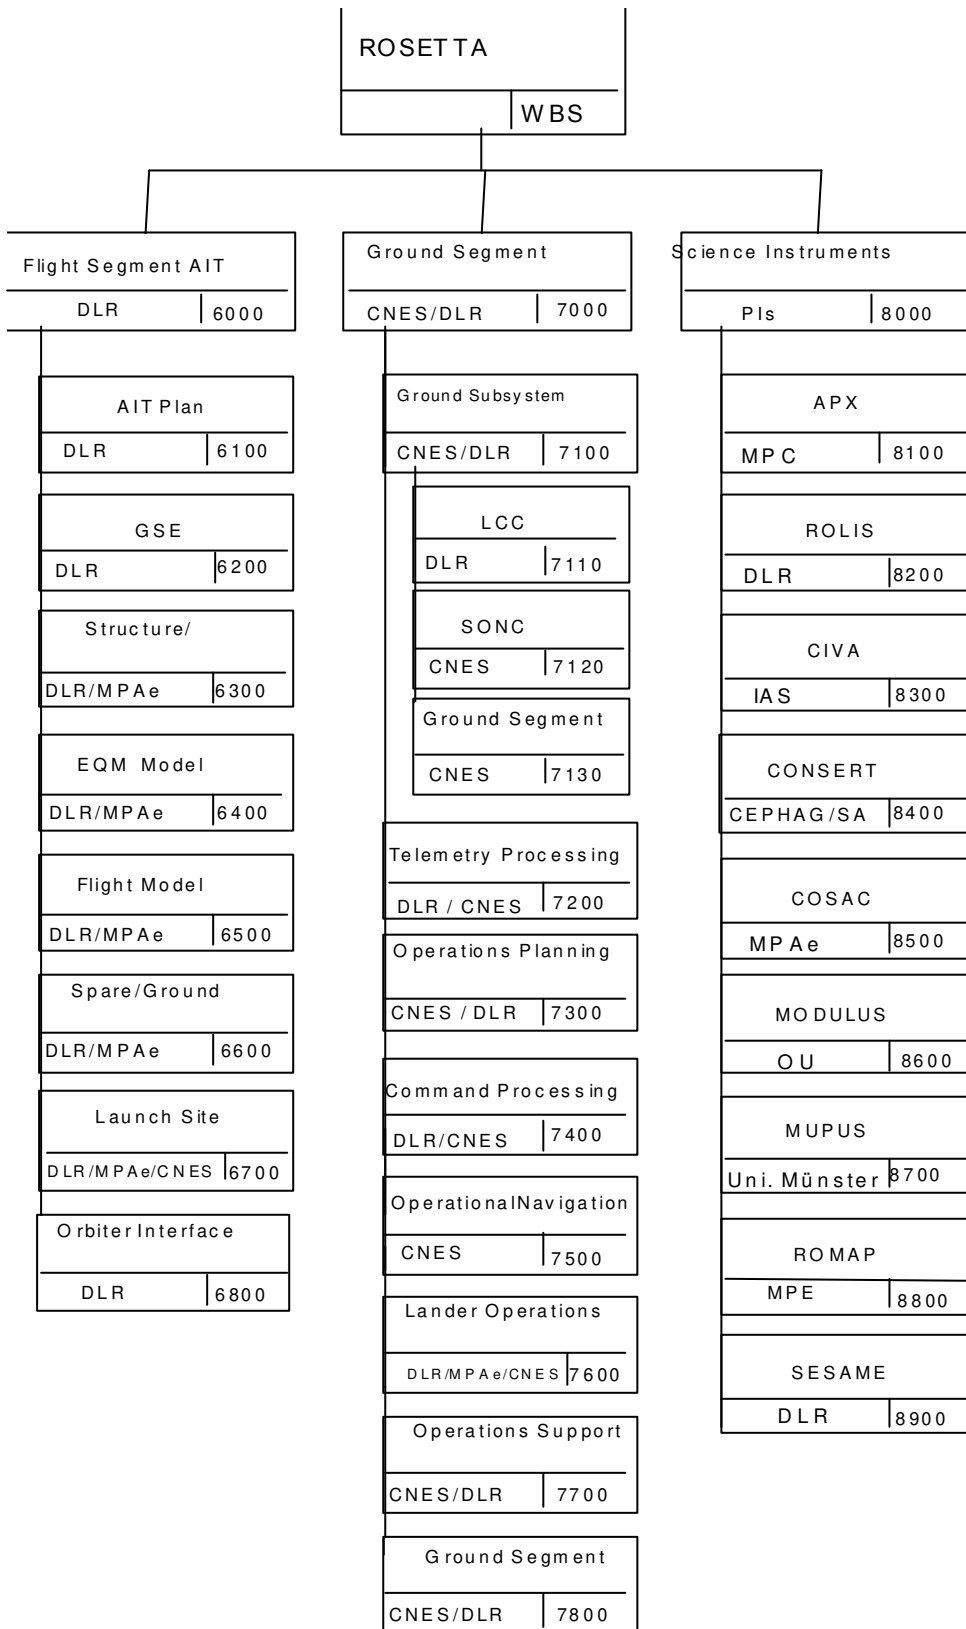 ROSETTA
WBS
Flight Segment AIT
DLR 6000
AIT Plan
DLR 6100
GSE
DLR 6200
Structure/
DLR/MPAe 6300
EQM Model
DLR/MPAe 6400
Flight Model
DLR/MPAe 6500
Spare/Ground
DLR/MPAe 6600
Launch Site
DLR/MPAe/CNES 6700
Orbiter Interface
DLR 6800
Ground Segment
CNES/DLR 7000
Ground Subsystem
CNES/DLR 7100
LCC
DLR 7110
SONC
CNES 7120
Ground Segment
CNES 7130
Telemetry Processing
DLR / CNES 7200
Operations Planning
CNES / DLR 7300
Command Processing
DLR/CNES 7400
OperationalNavigation
CNES 7500
Lander Operations
DLR/MPAe/CNES 7600
Operations Support
CNES/DLR 7700
Ground Segment
CNES/DLR 7800
Science Instruments
PIs 8000
APX
MPC 8100
ROLIS
DLR 8200
CIVA
IAS 8300
CONSERT
CEPHAG/SA 8400
COSAC
MPAe 8500
MODULUS
OU 8600
MUPUS
Uni. Münster 8700
ROMAP
MPE 8800
SESAME
DLR 8900